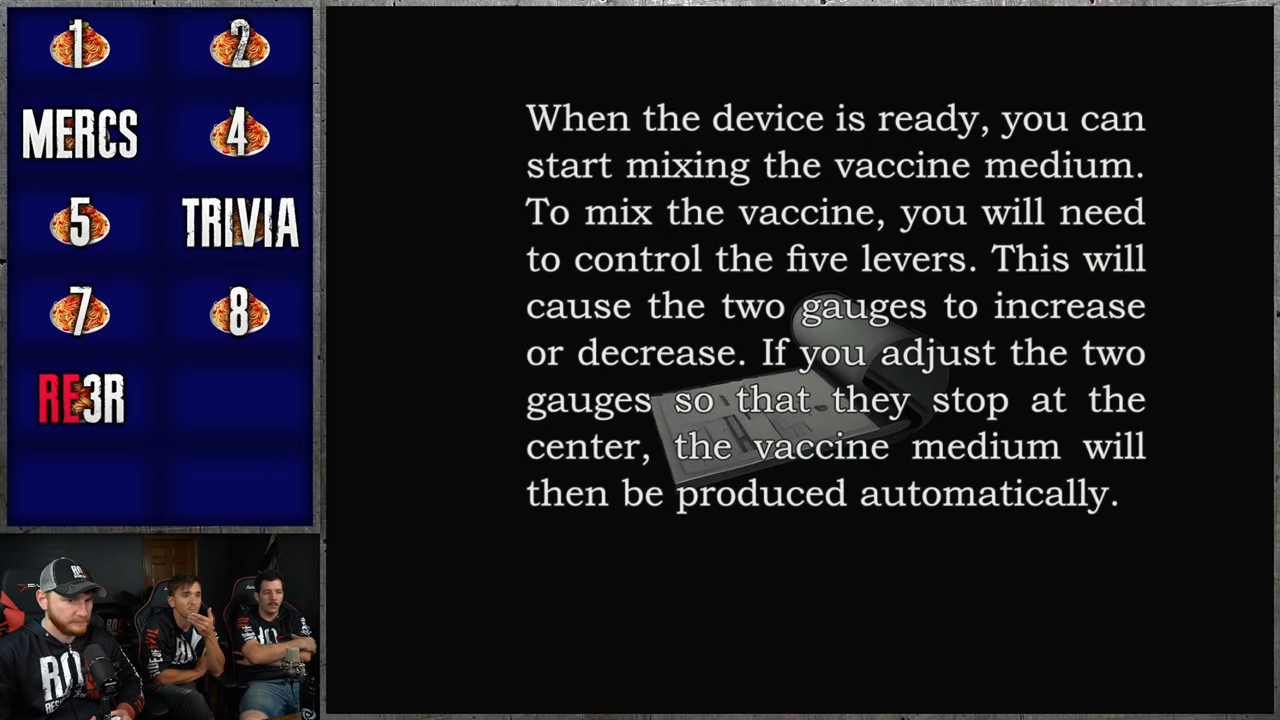 1
2
MERCS
4
5
TRIVIA
7
8
RE3R
When the device is ready, you can
start mixing the vaccine medium.
To mix the vaccine, you will need
to control the five levers. This will
cause the two gauges to increase
or decrease. If you adjust the two
gauges so that they stop at the
center, the vaccine medium will
then be produced automatically.